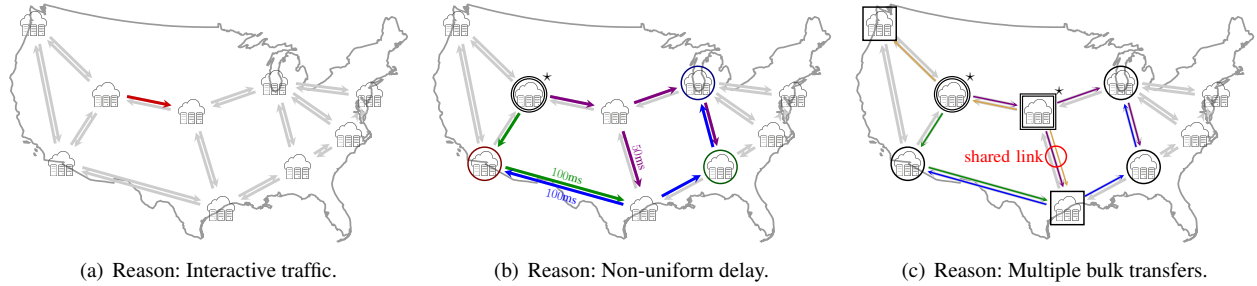 ⋆
50ms
100ms
100ms
⋆
shared link
(a) Reason: Interactive traffic.
(b) Reason: Non-uniform delay.
(c) Reason: Multiple bulk transfers.